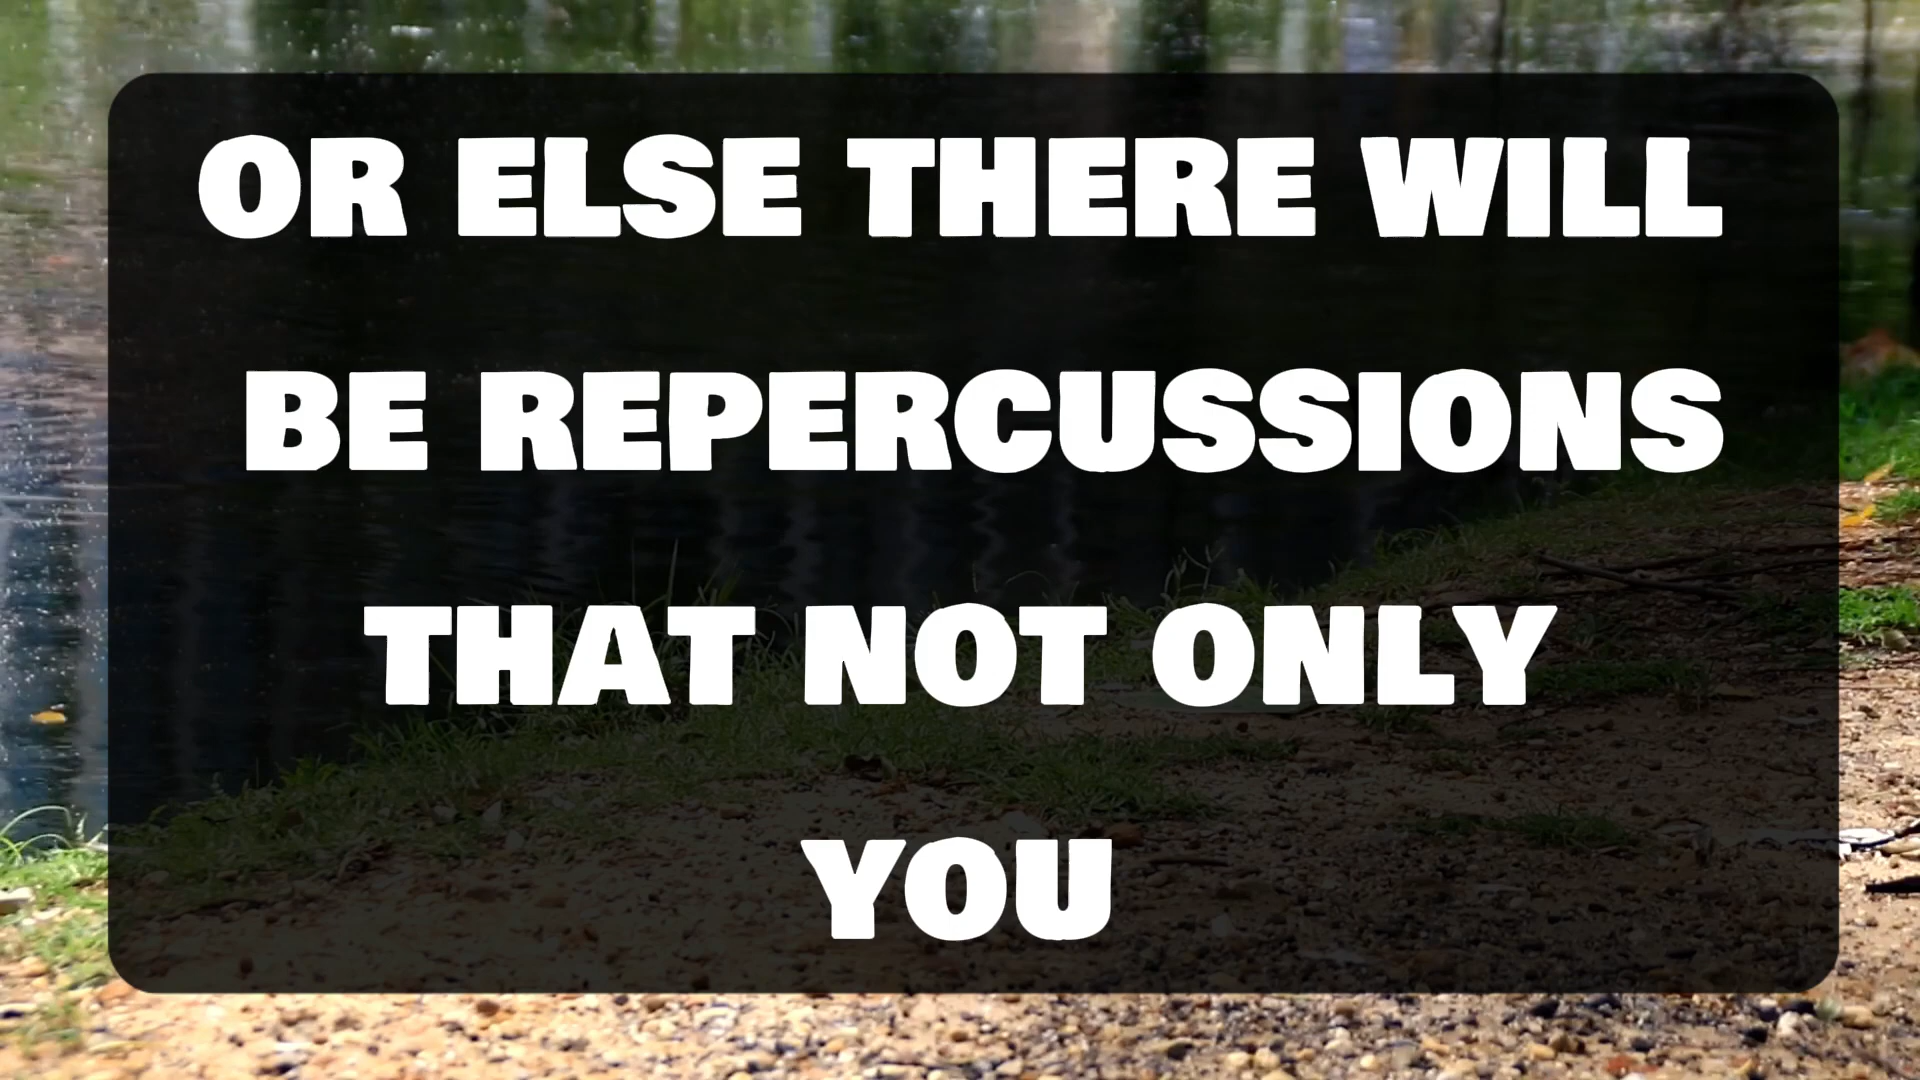 OR ELSE THERE WILL
BE REPERCUSSIONS
THAT NOT ONLY
YOU